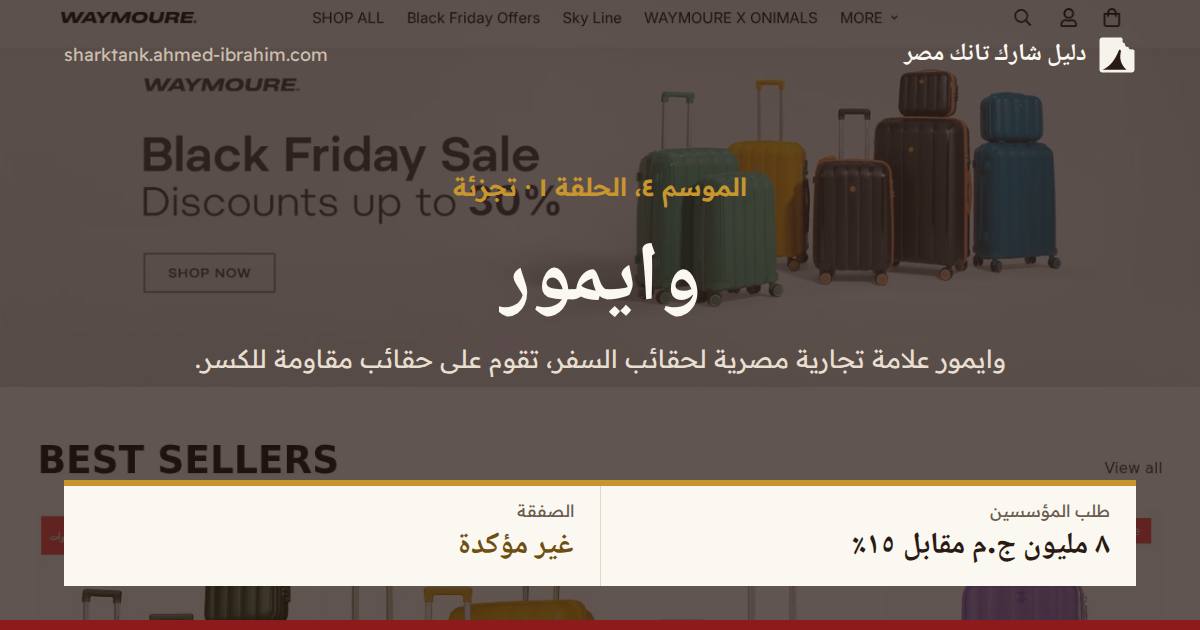 WAYMOURE. SHOP ALL Black Friday Offers Sky Line WAYMOURE X ONIMALS MORE
sharktank.ahmed-ibrahim.com
دليل شارك تانك مصر
WAYMOURE.
Black Friday Sale
Discounts up to 30%
SHOP NOW
الموسم ٤، الحلقة ١ · تجزئة
وايمور
وايمور علامة تجارية مصرية لحقائب السفر، تقوم على حقائب مقاومة للكسر.
BEST SELLERS
View all
طلب المؤسسين
٨ مليون ج.م مقابل ١٥٪
الصفقة
غير مؤكدة